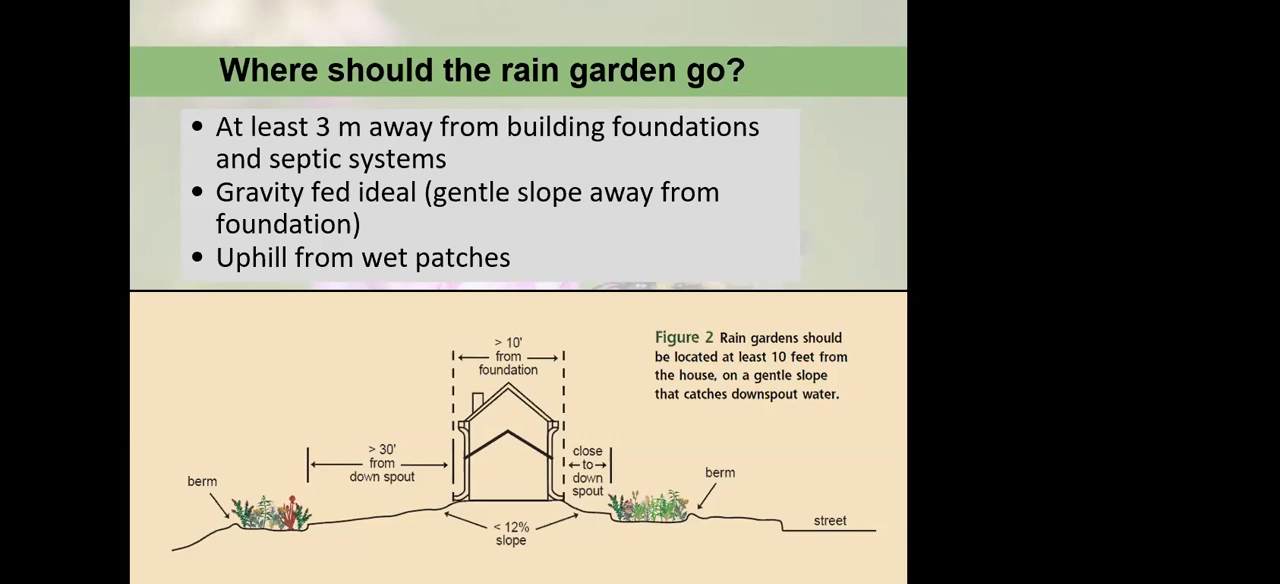 Where should the rain garden go?
• At least 3 m away from building foundations
and septic systems
• Gravity fed ideal (gentle slope away from
foundation)
• Uphill from wet patches
> 10'
from
foundation
Figure 2 Rain gardens should
be located at least 10 feet from
the house, on a gentle slope
that catches downspout water.
> 30'
from
down spout
close
to
down
spout
berm
berm
< 12%
slope
street